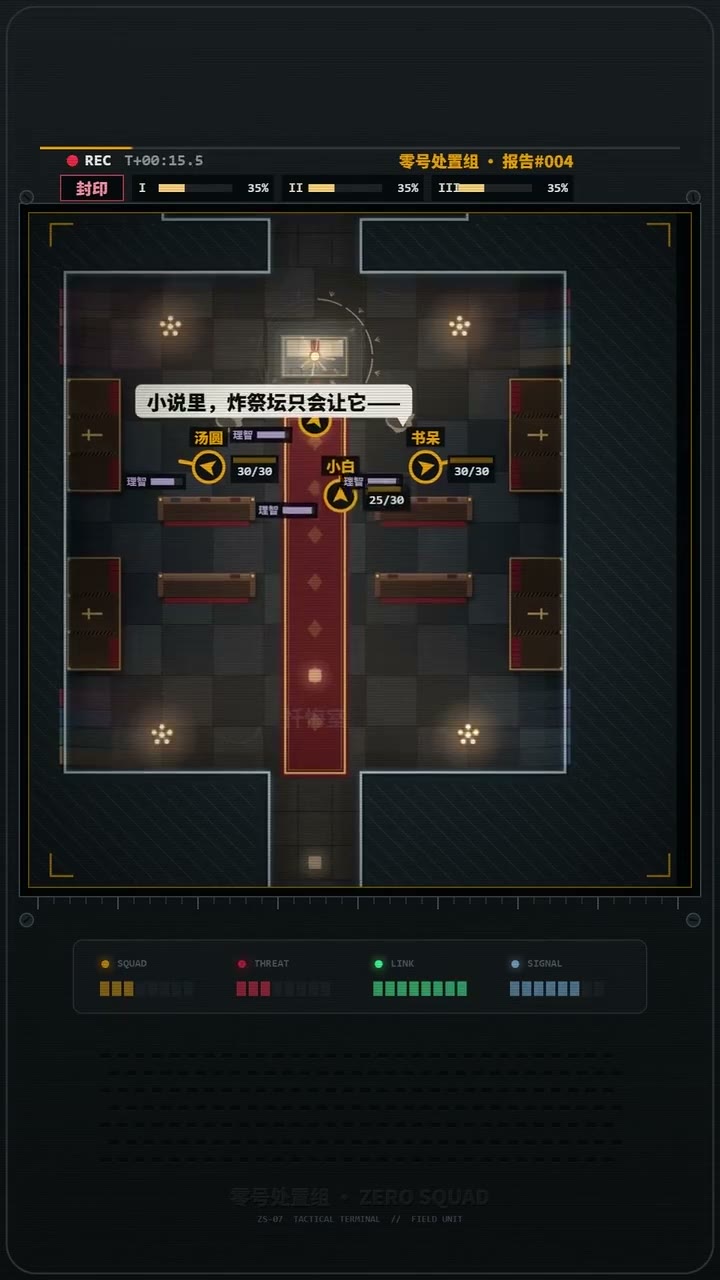 REC T+00:15.5
零号处置组 · 报告#004
封印 I 35% II 35% III 35%
小说里，炸祭坛只会让它——
汤圆 理智 书呆
30/30 小白 30/30
理智 理智
25/30
理智
忏悔室
SQUAD THREAT LINK SIGNAL
零号处置组 · ZERO SQUAD
ZS-07 TACTICAL TERMINAL // FIELD UNIT